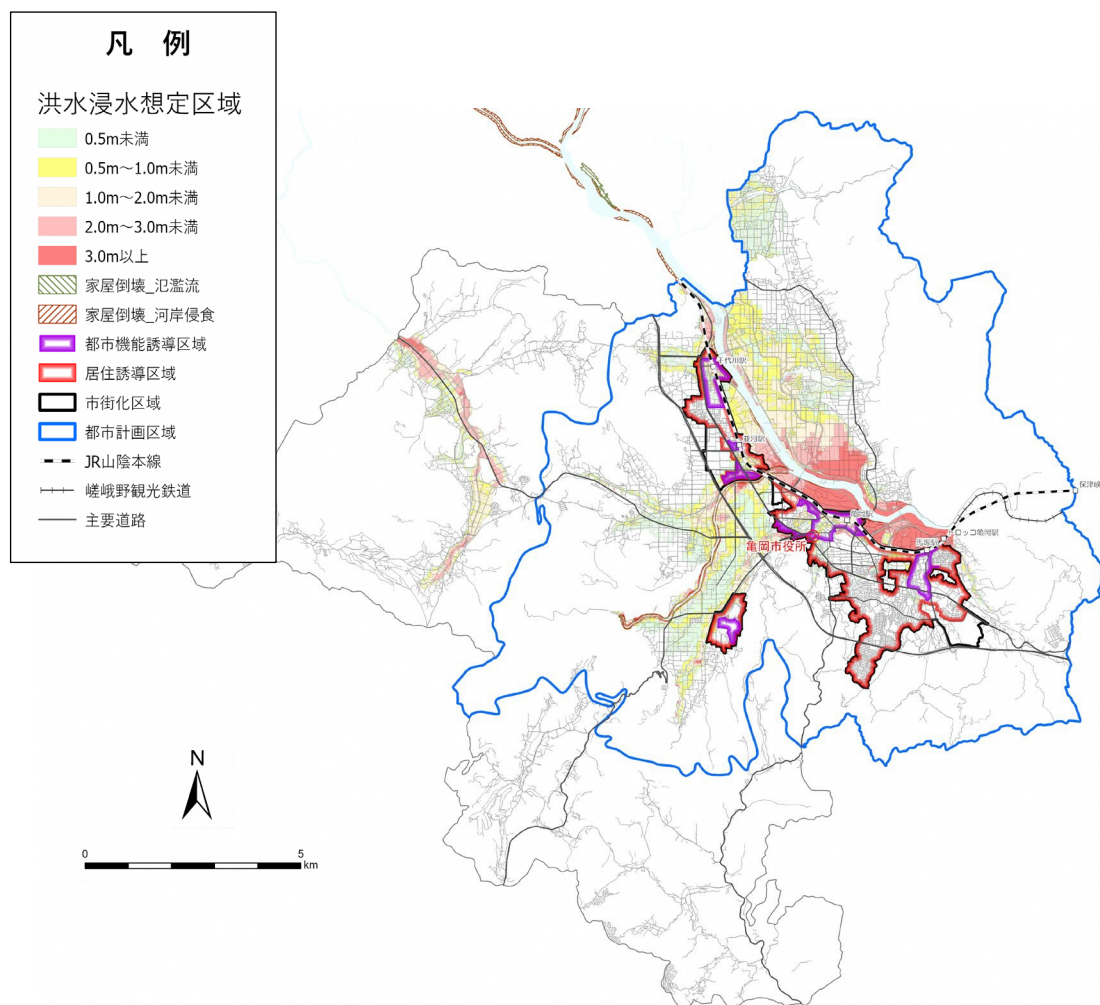 凡 例
洪水浸水想定区域
0.5m未満
0.5m～1.0m未満
1.0m～2.0m未満
2.0m～3.0m未満
3.0m以上
家屋倒壊_氾濫流
家屋倒壊_河岸侵食
都市機能誘導区域
居住誘導区域
市街化区域
都市計画区域
JR山陰本線
嵯峨野観光鉄道
主要道路
千代川駅
並河駅
保津峡
亀岡駅
トロッコ亀岡駅
馬堀駅
亀岡市役所
N
0 5
km